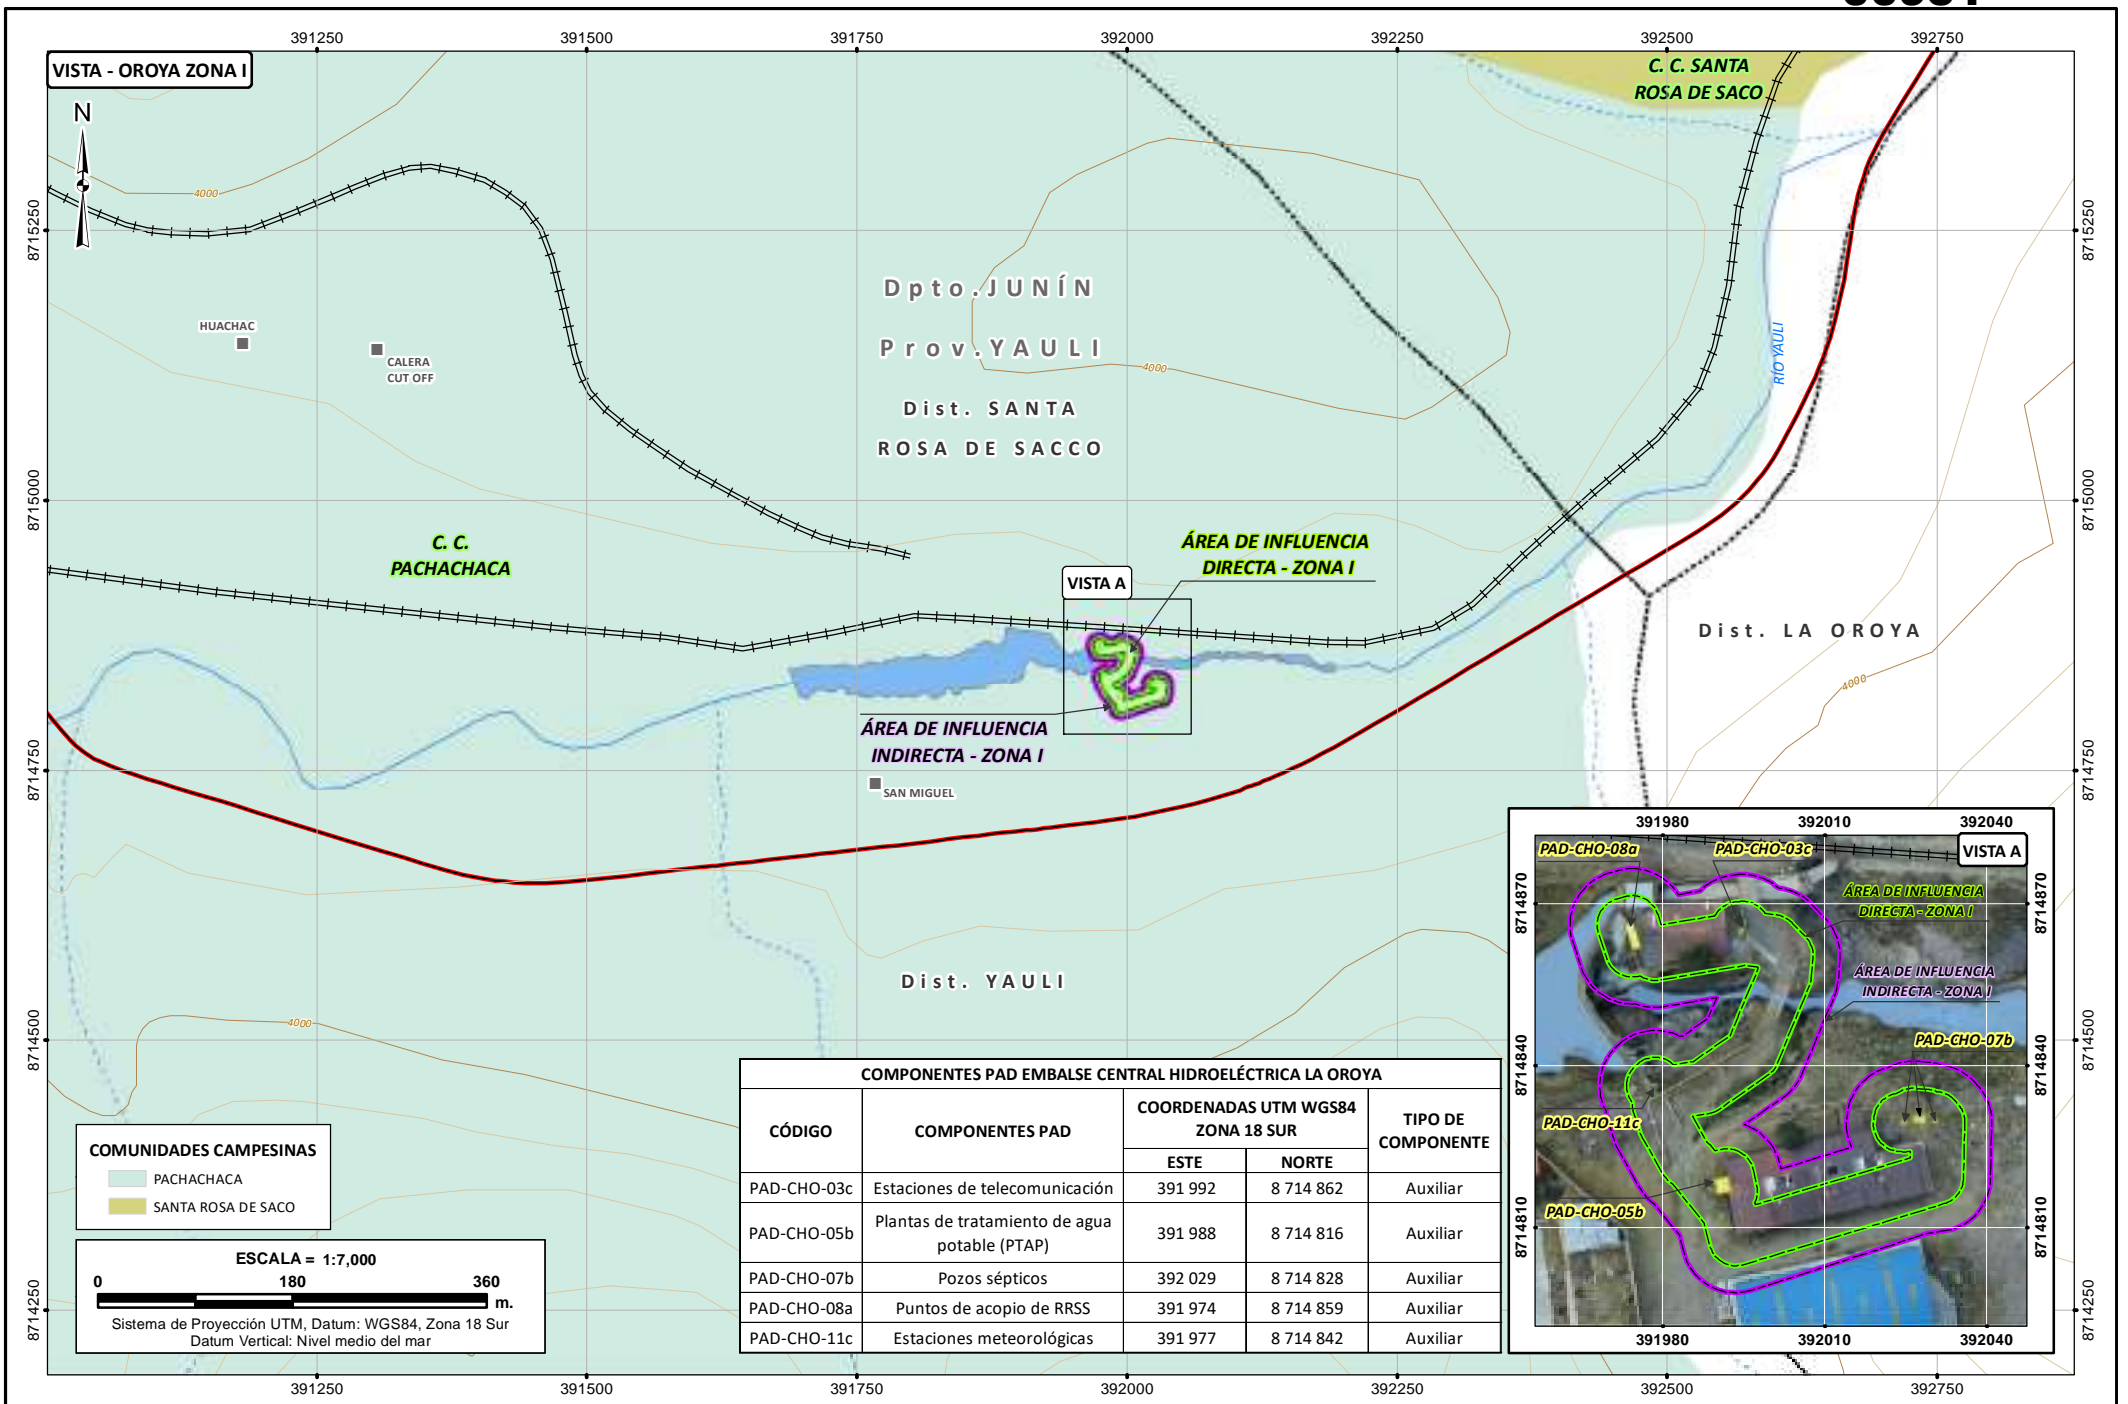 391250 391500 391750 392000 392250 392500 392750
VISTA - OROYA ZONA I
N
C. C. SANTA
ROSA DE SACO
4000
8715250
8715250
HUACHAC
CALERA
CUT OFF
Dpto. JUNÍN
Prov. YAULI
4000
Dist. SANTA
ROSA DE SACCO
RÍO YAULI
8715000
8715000
C. C.
PACHACHACA
ÁREA DE INFLUENCIA
DIRECTA - ZONA I
VISTA A
Dist. LA OROYA
4000
ÁREA DE INFLUENCIA
INDIRECTA - ZONA I
8714750
8714750
SAN MIGUEL
Dist. YAULI
4000
8714500
8714500
COMUNIDADES CAMPESINAS
PACHACHACA
SANTA ROSA DE SACO
ESCALA = 1:7,000
0 180 360
m.
Sistema de Proyección UTM, Datum: WGS84, Zona 18 Sur
Datum Vertical: Nivel medio del mar
8714250
8714250
COMPONENTES PAD EMBALSE CENTRAL HIDROELÉCTRICA LA OROYA
CÓDIGO COMPONENTES PAD COORDENADAS UTM WGS84 ZONA 18 SUR TIPO DE COMPONENTE
ESTE NORTE
PAD-CHO-03c Estaciones de telecomunicación 391 992 8 714 862 Auxiliar
PAD-CHO-05b Plantas de tratamiento de agua potable (PTAP) 391 988 8 714 816 Auxiliar
PAD-CHO-07b Pozos sépticos 392 029 8 714 828 Auxiliar
PAD-CHO-08a Puntos de acopio de RRSS 391 974 8 714 859 Auxiliar
PAD-CHO-11c Estaciones meteorológicas 391 977 8 714 842 Auxiliar
391980 392010 392040
PAD-CHO-08a PAD-CHO-03c VISTA A
ÁREA DE INFLUENCIA
DIRECTA - ZONA I
8714870
8714870
ÁREA DE INFLUENCIA
INDIRECTA - ZONA I
PAD-CHO-07b
8714840
8714840
PAD-CHO-11c
PAD-CHO-05b
8714810
8714810
391980 392010 392040
391250 391500 391750 392000 392250 392500 392750